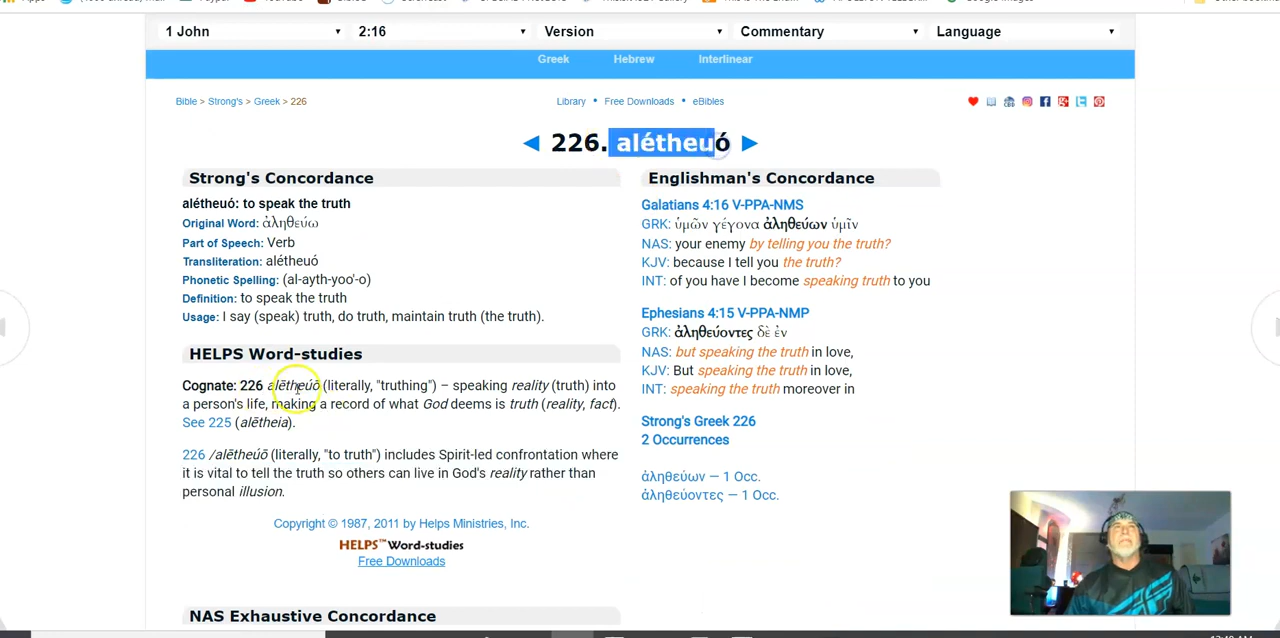 1 John
2:16
Version
Commentary
Language
Greek Hebrew Interlinear
Bible > Strong's > Greek > 226
Library • Free Downloads • eBibles
◄ 226. alétheuó ►
Strong's Concordance
alétheuó: to speak the truth
Original Word: ἀληθεύω
Part of Speech: Verb
Transliteration: alétheuó
Phonetic Spelling: (al-ayth-yoo'-o)
Definition: to speak the truth
Usage: I say (speak) truth, do truth, maintain truth (the truth).
HELPS Word-studies
Cognate: 226 alētheúō (literally, "truthing") – speaking reality (truth) into
a person's life, making a record of what God deems is truth (reality, fact).
See 225 (alētheia).
226 /alētheúō (literally, "to truth") includes Spirit-led confrontation where
it is vital to tell the truth so others can live in God's reality rather than
personal illusion.
Copyright © 1987, 2011 by Helps Ministries, Inc.
HELPS™Word-studies
Free Downloads
NAS Exhaustive Concordance
Englishman's Concordance
Galatians 4:16 V-PPA-NMS
GRK: ὑμῶν γέγονα ἀληθεύων ὑμῖν
NAS: your enemy by telling you the truth?
KJV: because I tell you the truth?
INT: of you have I become speaking truth to you
Ephesians 4:15 V-PPA-NMP
GRK: ἀληθεύοντες δὲ ἐν
NAS: but speaking the truth in love,
KJV: But speaking the truth in love,
INT: speaking the truth moreover in
Strong's Greek 226
2 Occurrences
ἀληθεύων — 1 Occ.
ἀληθεύοντες — 1 Occ.